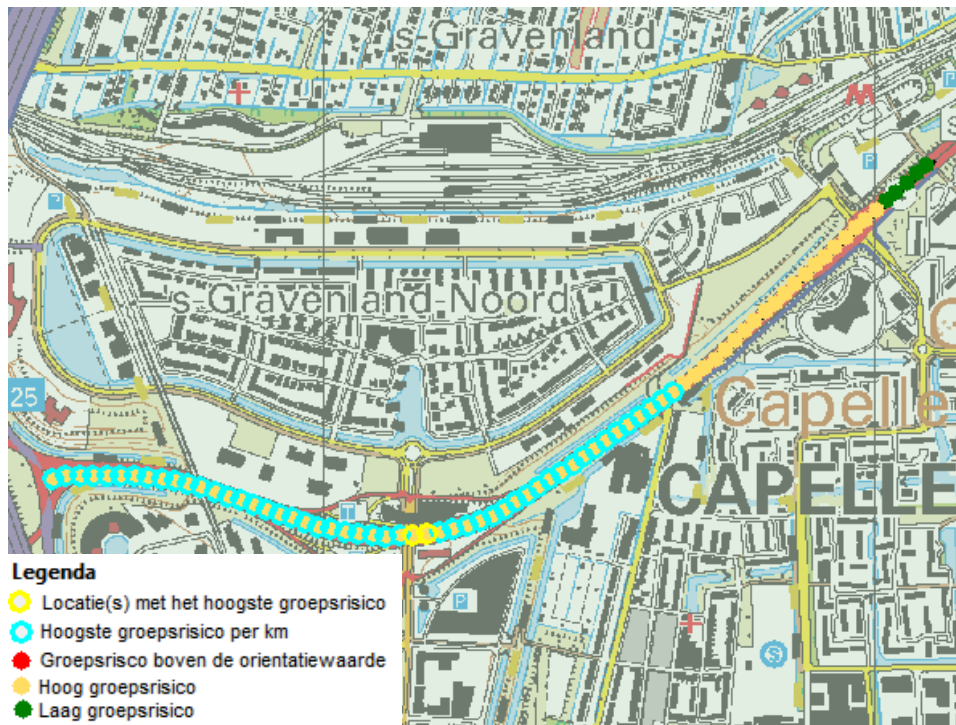 's-Gravenland
P
M
P
P
's-Gravenland-Noord
25
Capelle
CAPELLE
T
P
S
Legenda
Locatie(s) met het hoogste groepsrisico
Hoogste groepsrisico per km
Groepsrisco boven de orientatiewaarde
Hoog groepsrisico
Laag groepsrisico